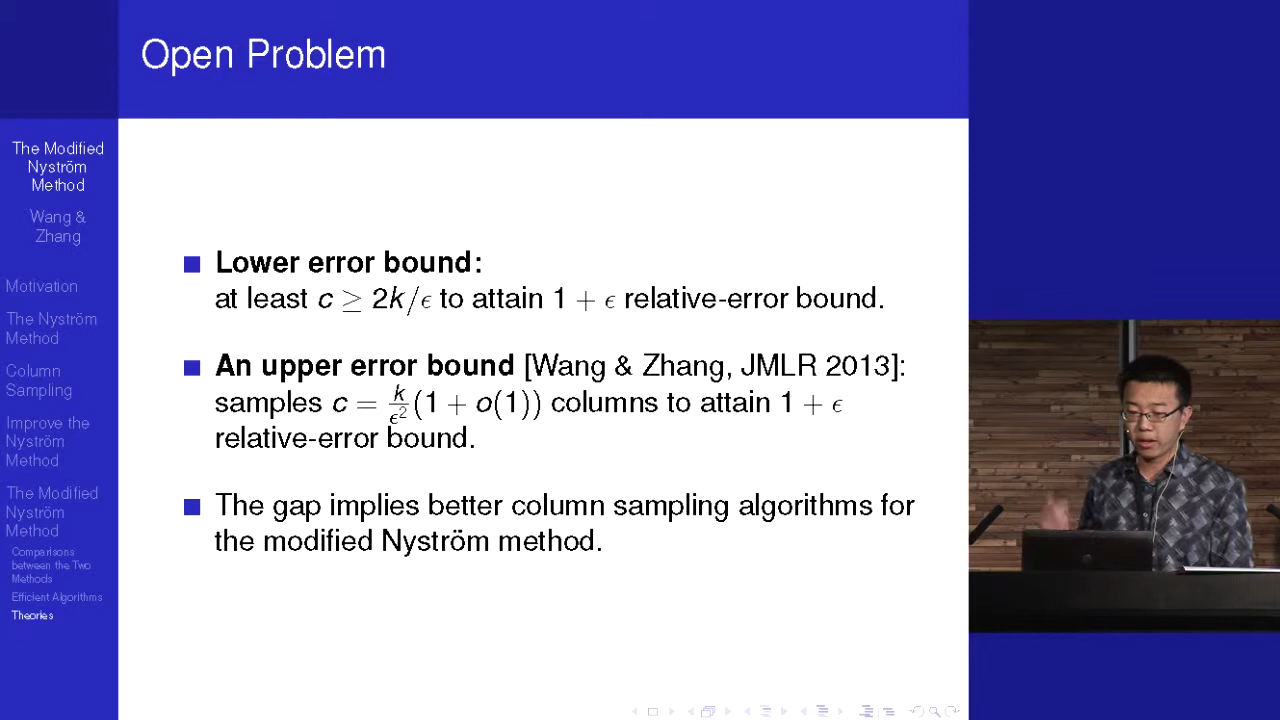 Open Problem
The Modified
Nyström
Method
Wang &
Zhang
Motivation
The Nyström
Method
Column
Sampling
Improve the
Nyström
Method
The Modified
Nyström
Method
Comparisons
between the Two
Methods
Efficient Algorithms
Theories
Lower error bound:
at least c ≥ 2k/ϵ to attain 1 + ϵ relative-error bound.
An upper error bound [Wang & Zhang, JMLR 2013]:
samples c = k/ϵ² (1 + o(1)) columns to attain 1 + ϵ
relative-error bound.
The gap implies better column sampling algorithms for
the modified Nyström method.